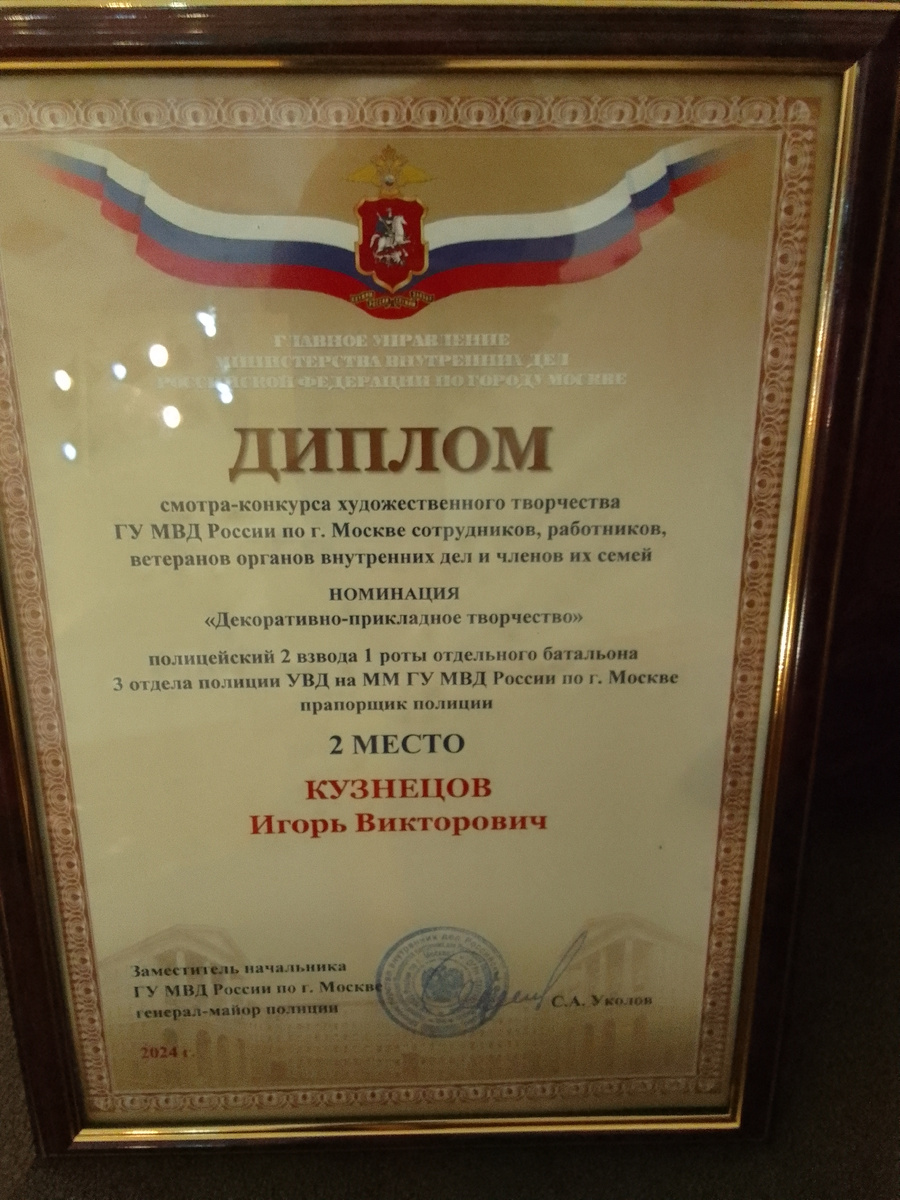 ГЛАВНОЕ УПРАВЛЕНИЕ
МИНИСТЕРСТВА ВНУТРЕННИХ ДЕЛ
РОССИЙСКОЙ ФЕДЕРАЦИИ ПО ГОРОДУ МОСКВЕ
ДИПЛОМ
смотра-конкурса художественного творчества
ГУ МВД России по г. Москве сотрудников, работников,
ветеранов органов внутренних дел и членов их семей
НОМИНАЦИЯ
«Декоративно-прикладное творчество»
полицейский 2 взвода 1 роты отдельного батальона
3 отдела полиции УВД на ММ ГУ МВД России по г. Москве
прапорщик полиции
2 МЕСТО
КУЗНЕЦОВ
Игорь Викторович
Заместитель начальника
ГУ МВД России по г. Москве
генерал-майор полиции
С.А. Уколов
2024 г.